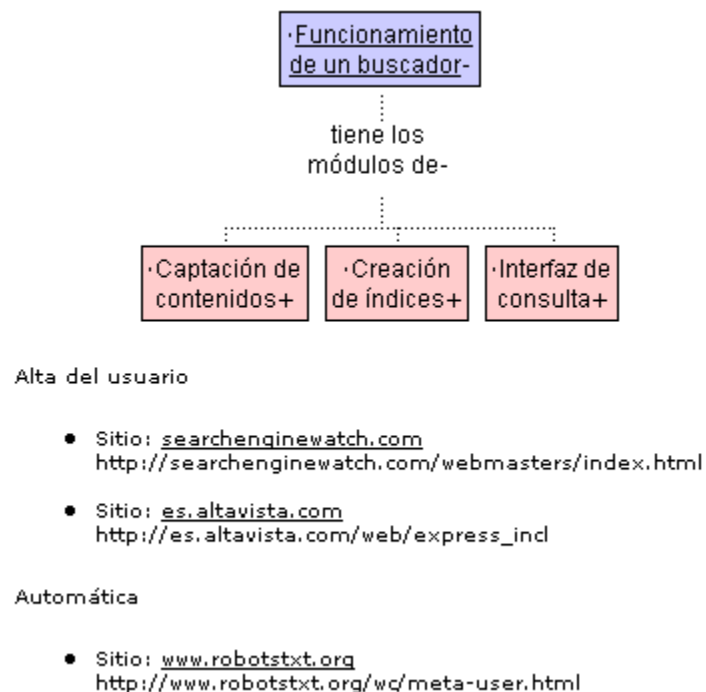 ·Funcionamiento
de un buscador-
tiene los
módulos de-
·Captación de
contenidos+
·Creación
de índices+
·Interfaz de
consulta+
Alta del usuario
● Sitio: searchenginewatch.com
http://searchenginewatch.com/webmasters/index.html
● Sitio: es.altavista.com
http://es.altavista.com/web/express_incl
Automática
● Sitio: www.robotstxt.org
http://www.robotstxt.org/wc/meta-user.html